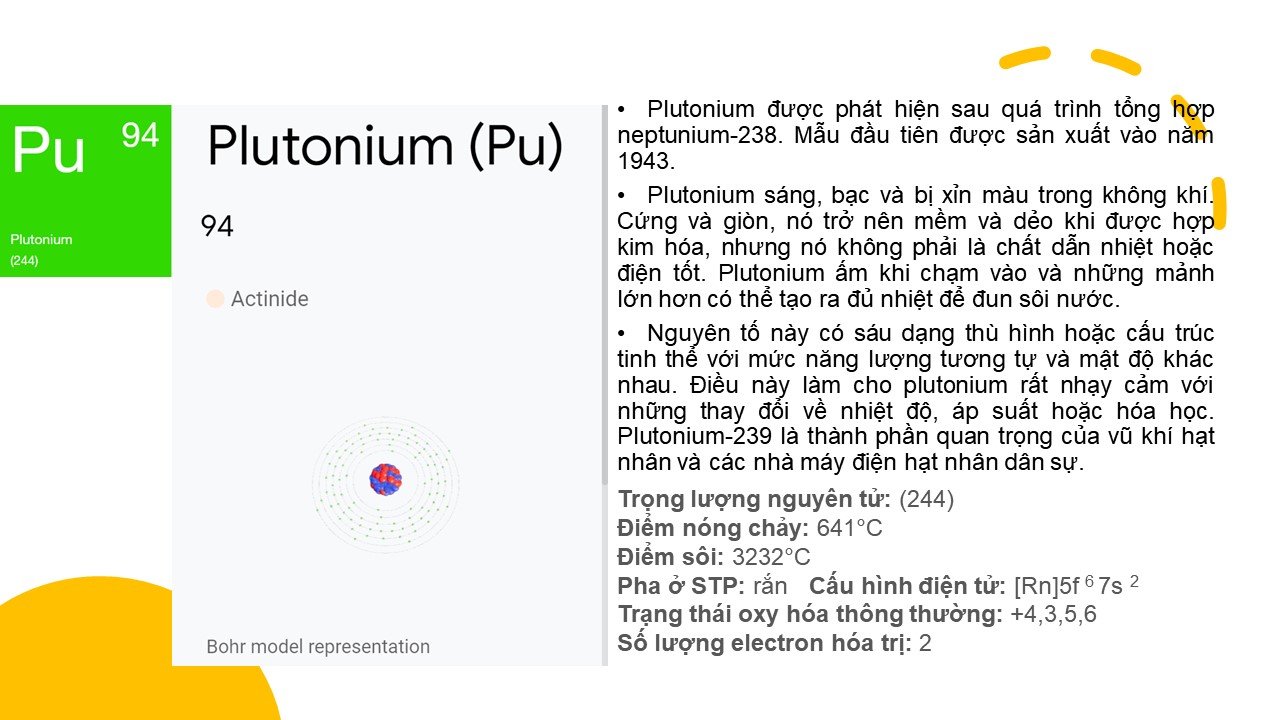 Pu 94
Plutonium
(244)
Plutonium (Pu)
94
Actinide
Bohr model representation
• Plutonium được phát hiện sau quá trình tổng hợp
neptunium-238. Mẫu đầu tiên được sản xuất vào năm
1943.
• Plutonium sáng, bạc và bị xỉn màu trong không khí.
Cứng và giòn, nó trở nên mềm và dẻo khi được hợp
kim hóa, nhưng nó không phải là chất dẫn nhiệt hoặc
điện tốt. Plutonium ấm khi chạm vào và những mảnh
lớn hơn có thể tạo ra đủ nhiệt để đun sôi nước.
• Nguyên tố này có sáu dạng thù hình hoặc cấu trúc
tinh thể với mức năng lượng tương tự và mật độ khác
nhau. Điều này làm cho plutonium rất nhạy cảm với
những thay đổi về nhiệt độ, áp suất hoặc hóa học.
Plutonium-239 là thành phần quan trọng của vũ khí hạt
nhân và các nhà máy điện hạt nhân dân sự.
Trọng lượng nguyên tử: (244)
Điểm nóng chảy: 641°C
Điểm sôi: 3232°C
Pha ở STP: rắn Cấu hình điện tử: [Rn]5f ⁶ 7s ²
Trạng thái oxy hóa thông thường: +4,3,5,6
Số lượng electron hóa trị: 2